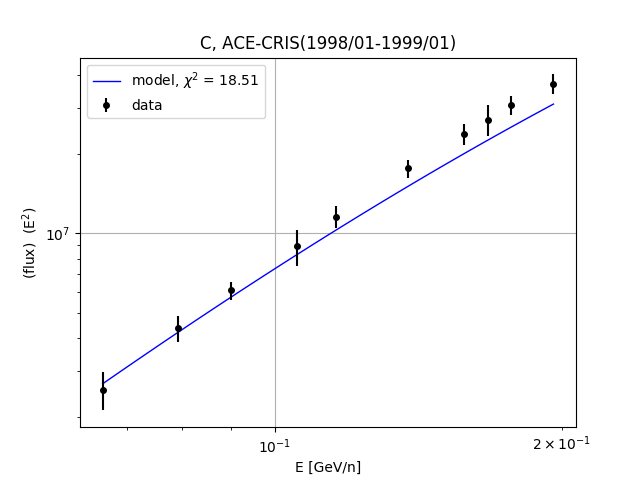 C, ACE-CRIS(1998/01-1999/01)
model, χ² = 18.51
data
(flux) (E²)
10⁷
10⁻¹
2 × 10⁻¹
E [GeV/n]